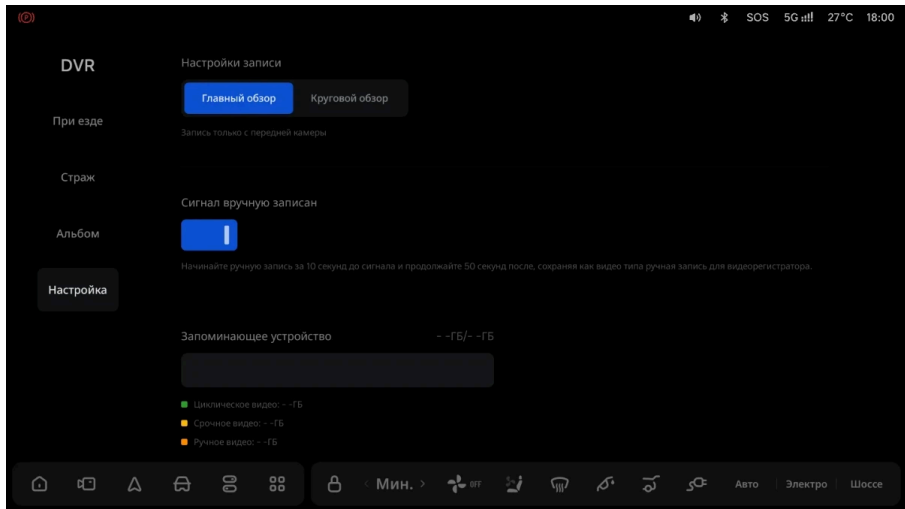 (P) SOS 5G 27°C 18:00
DVR
При езде
Страж
Альбом
Настройка
Настройки записи
Главный обзор Круговой обзор
Запись только с передней камеры
Сигнал вручную записан
Начинайте ручную запись за 10 секунд до сигнала и продолжайте 50 секунд после, сохраняя как видео типа ручная запись для видеорегистратора.
Запоминающее устройство - -ГБ/- -ГБ
Циклическое видео: - -ГБ
Срочное видео: - -ГБ
Ручное видео: - -ГБ
< Мин. > OFF Авто Электро Шоссе